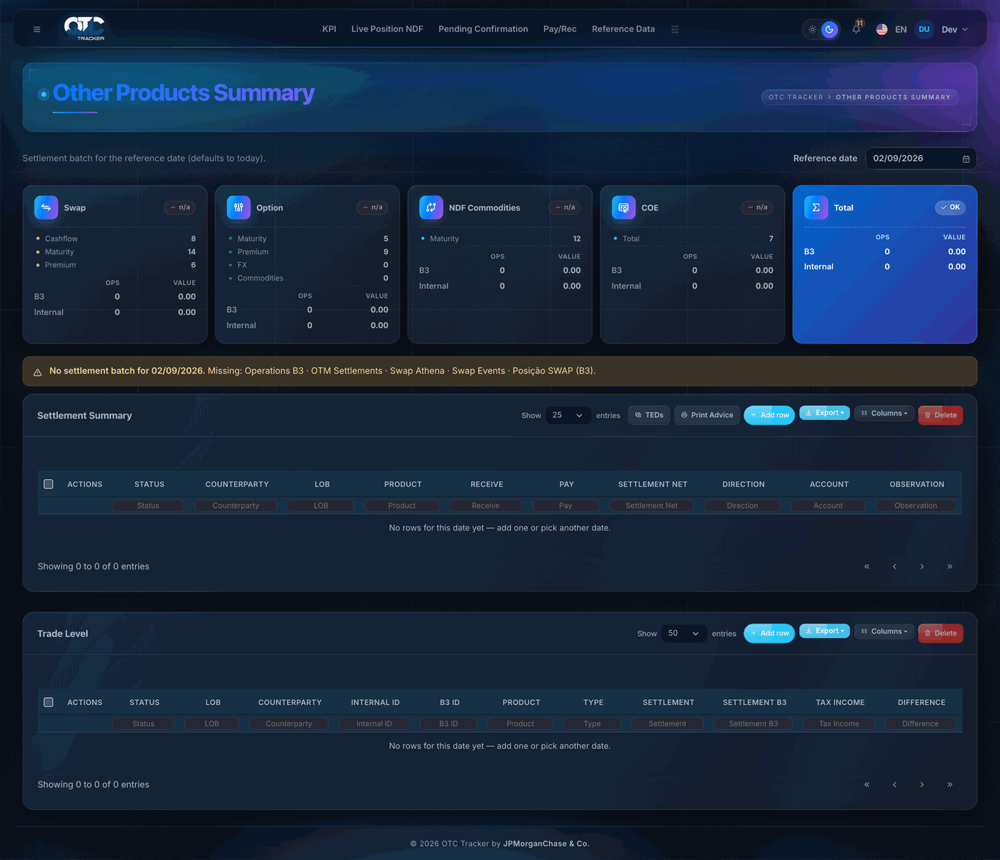 OTC TRACKER
KPI Live Position NDF Pending Confirmation Pay/Rec Reference Data
11 EN DU Dev
Other Products Summary
OTC TRACKER > OTHER PRODUCTS SUMMARY
Settlement batch for the reference date (defaults to today).
Reference date 02/09/2026
Swap – n/a
Cashflow 8
Maturity 14
Premium 6
OPS VALUE
B3 0 0.00
Internal 0 0.00
Option – n/a
Maturity 5
Premium 9
FX 0
Commodities 0
OPS VALUE
B3 0 0.00
Internal 0 0.00
NDF Commodities – n/a
Maturity 12
OPS VALUE
B3 0 0.00
Internal 0 0.00
COE – n/a
Total 7
OPS VALUE
B3 0 0.00
Internal 0 0.00
Σ Total ✓ OK
OPS VALUE
B3 0 0.00
Internal 0 0.00
No settlement batch for 02/09/2026. Missing: Operations B3 · OTM Settlements · Swap Athena · Swap Events · Posição SWAP (B3).
Settlement Summary
Show 25 entries TEDs Print Advice + Add row Export Columns Delete
ACTIONS STATUS COUNTERPARTY LOB PRODUCT RECEIVE PAY SETTLEMENT NET DIRECTION ACCOUNT OBSERVATION
Status Counterparty LOB Product Receive Pay Settlement Net Direction Account Observation
No rows for this date yet — add one or pick another date.
Showing 0 to 0 of 0 entries « ‹ › »
Trade Level
Show 50 entries + Add row Export Columns Delete
ACTIONS STATUS LOB COUNTERPARTY INTERNAL ID B3 ID PRODUCT TYPE SETTLEMENT SETTLEMENT B3 TAX INCOME DIFFERENCE
Status LOB Counterparty Internal ID B3 ID Product Type Settlement Settlement B3 Tax Income Difference
No rows for this date yet — add one or pick another date.
Showing 0 to 0 of 0 entries « ‹ › »
© 2026 OTC Tracker by JPMorganChase & Co.